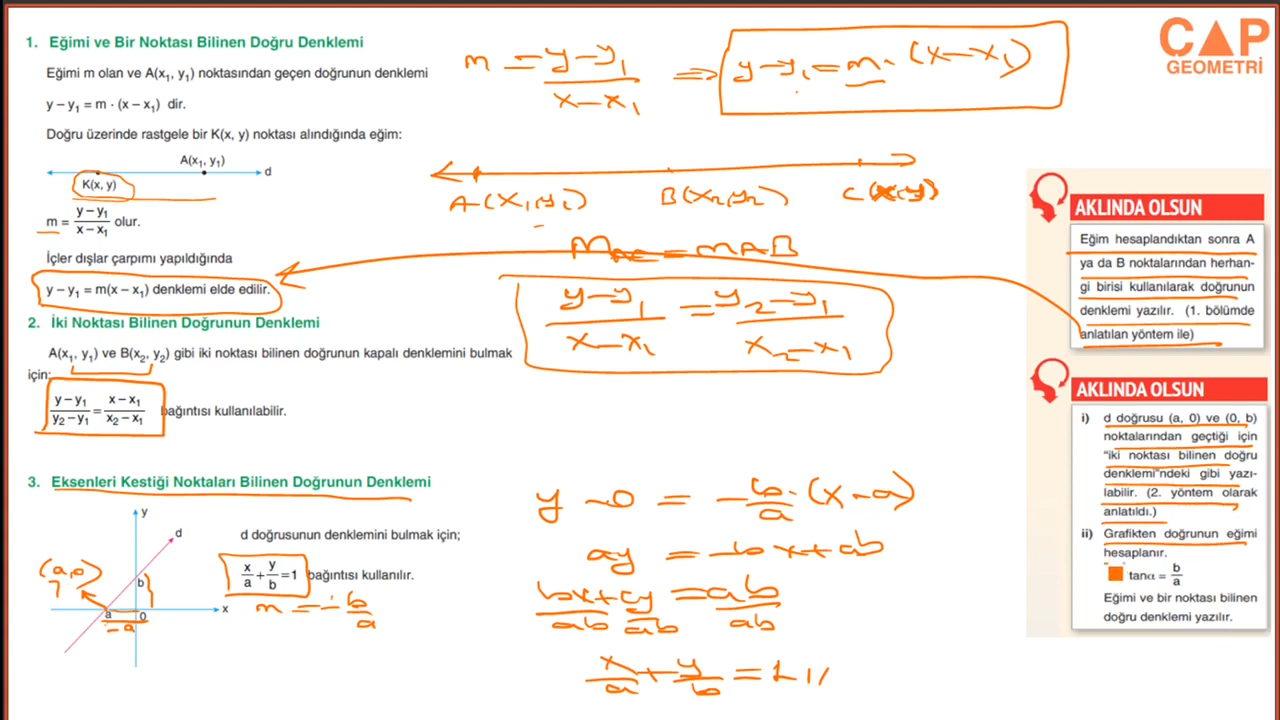 1. Eğimi ve Bir Noktası Bilinen Doğru Denklemi
Eğimi m olan ve A(x₁, y₁) noktasından geçen doğrunun denklemi
y – y₁ = m · (x – x₁) dir.
Doğru üzerinde rastgele bir K(x, y) noktası alındığında eğim:
A(x₁, y₁)
d
K(x, y)
m = (y – y₁)/(x – x₁) olur.
İçler dışlar çarpımı yapıldığında
y – y₁ = m(x – x₁) denklemi elde edilir.
2. İki Noktası Bilinen Doğrunun Denklemi
A(x₁, y₁) ve B(x₂, y₂) gibi iki noktası bilinen doğrunun kapalı denklemini bulmak
için;
(y – y₁)/(y₂ – y₁) = (x – x₁)/(x₂ – x₁) bağıntısı kullanılabilir.
3. Eksenleri Kestiği Noktaları Bilinen Doğrunun Denklemi
y
d
b
a
0
x
(a,0)
= a
d doğrusunun denklemini bulmak için;
x/a + y/b = 1 bağıntısı kullanılır.
m = – b/a
m = (y – y₁)/(x – x₁) ⇒ y – y₁ = m · (x – x₁)
A(x₁, y₁) B(x₂, y₂) C(x, y)
= mAB
(y – y₁)/(x – x₁) = (y₂ – y₁)/(x₂ – x₁)
y – 0 = – b/a · (x – a)
ay = – bx + ab
bx/ab + ay/ab = ab/ab
x/a + y/b = 1 //
ÇAP
GEOMETRİ
AKLINDA OLSUN
Eğim hesaplandıktan sonra A
ya da B noktalarından herhan-
gi birisi kullanılarak doğrunun
denklemi yazılır. (1. bölümde
anlatılan yöntem ile)
AKLINDA OLSUN
i) d doğrusu (a, 0) ve (0, b)
noktalarından geçtiği için
"iki noktası bilinen doğru
denklemi"ndeki gibi yazı-
labilir. (2. yöntem olarak
anlatıldı.)
ii) Grafikten doğrunun eğimi
hesaplanır.
tanα = b/a
Eğimi ve bir noktası bilinen
doğru denklemi yazılır.